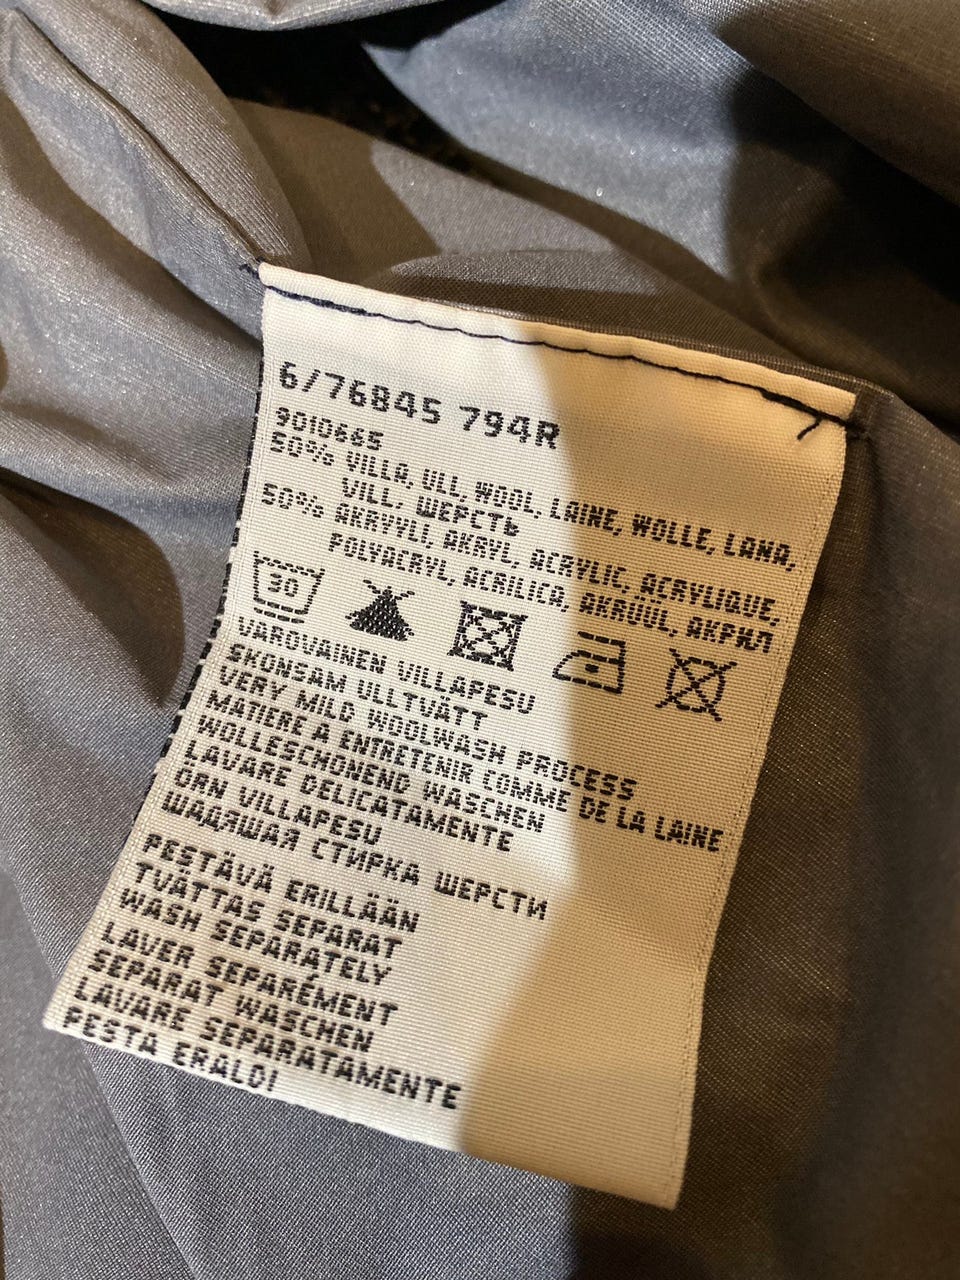 6/76845 794R
9010665
50% VILLA, ULL, WOOL, LAINE, WOLLE, LANA,
VILL, ШЕРСТЬ
50% AKRYYLI, AKRYL, ACRYLIC, ACRYLIQUE,
POLYACRYL, ACRILICA, AKRÜÜL, АКРИЛ
30
VAROVAINEN VILLAPESU
SKONSAM ULLTVÄTT
VERY MILD WOOLWASH PROCESS
MATIERE A ENTRETENIR COMME DE LA LAINE
WOLLESCHONEND WASCHEN
LAVARE DELICATAMENTE
ÕRN VILLAPESU
ЩАДЯЩАЯ СТИРКА ШЕРСТИ
PESTÄVÄ ERILLÄÄN
TVÄTTAS SEPARAT
WASH SEPARATELY
LAVER SEPARÉMENT
SEPARAT WASCHEN
LAVARE SEPARATAMENTE
PESTA ERALDI